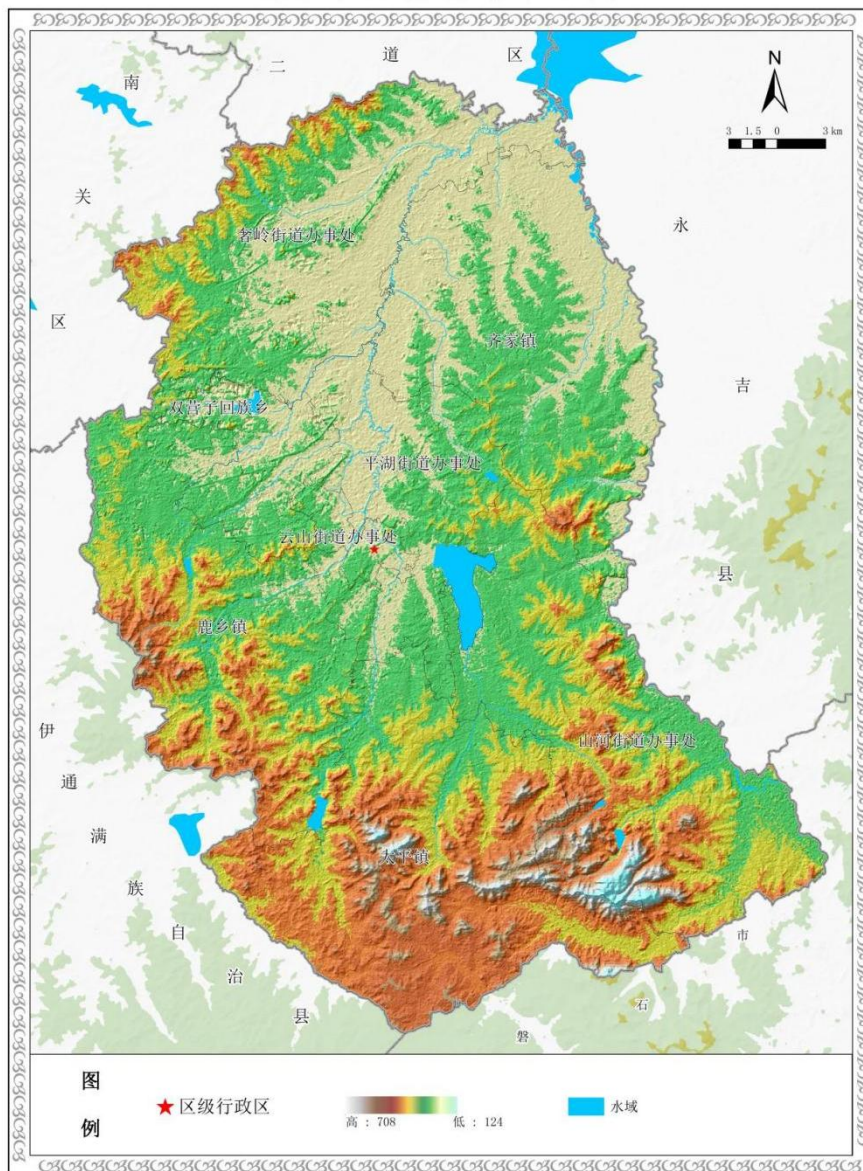 二道区
南关区
N
3 1.5 0 3 km
永吉县
奢岭街道办事处
齐家镇
双营子回族乡
平湖街道办事处
云山街道办事处
鹿乡镇
山河街道办事处
伊通满族自治县
太平镇
磐石市
图例
区级行政区
高：708 低：124
水域